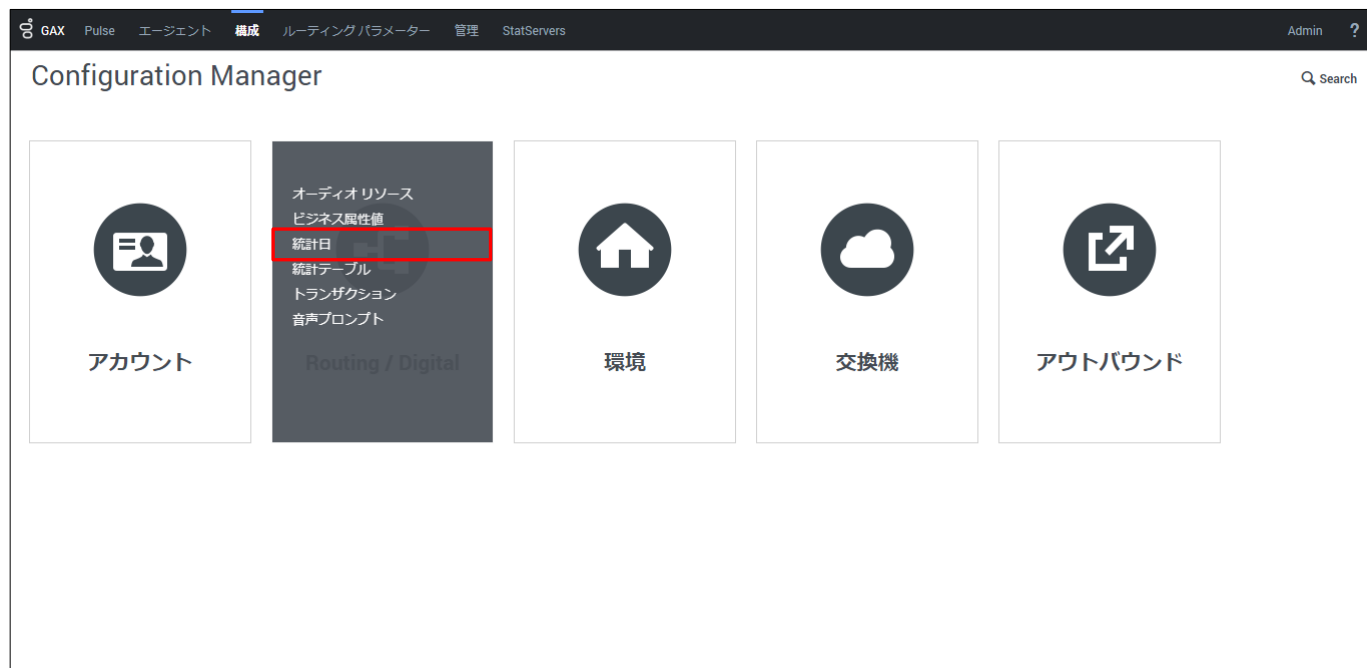 GAX Pulse エージェント 構成 ルーティング パラメーター 管理 StatServers Admin ?
Configuration Manager
Search
オーディオ リソース
ビジネス属性値
統計日
統計テーブル
トランザクション
音声プロンプト
アカウント
Routing / Digital
環境
交換機
アウトバウンド